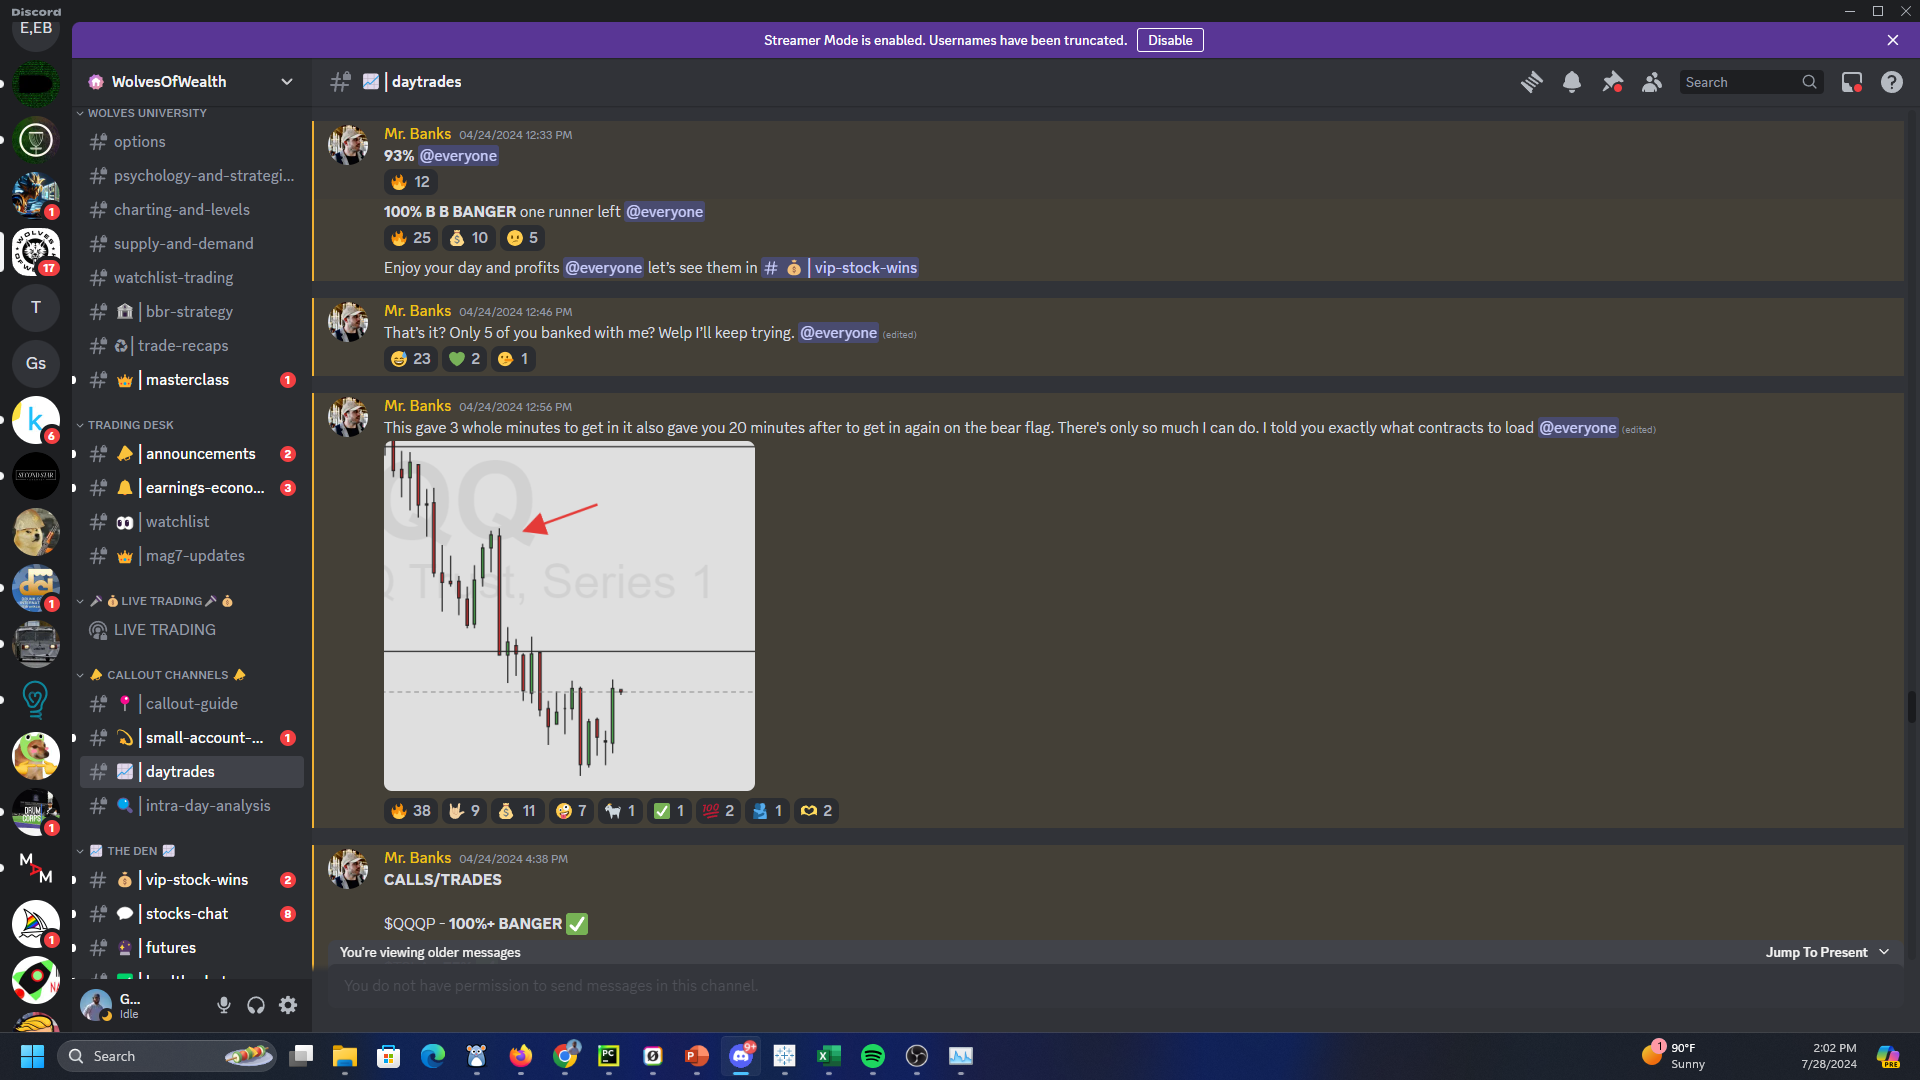 Discord
E,EB
Streamer Mode is enabled. Usernames have been truncated.
Disable
WolvesOfWealth
| daytrades
Search
WOLVES UNIVERSITY
options
psychology-and-strategi...
charting-and-levels
supply-and-demand
watchlist-trading
| bbr-strategy
| trade-recaps
| masterclass
1
TRADING DESK
| announcements
2
| earnings-econo...
3
| watchlist
| mag7-updates
LIVE TRADING
LIVE TRADING
CALLOUT CHANNELS
| callout-guide
| small-account-...
1
| daytrades
| intra-day-analysis
THE DEN
| vip-stock-wins
2
| stocks-chat
8
| futures
1
17
T
Gs
k
6
SECOND STAR
dci
1
DRUM CORPS
1
M A M
1
G...
Idle
Mr. Banks 04/24/2024 12:33 PM
93% @everyone
12
100% B B BANGER one runner left @everyone
25 10 5
Enjoy your day and profits @everyone let's see them in # | vip-stock-wins
Mr. Banks 04/24/2024 12:46 PM
That's it? Only 5 of you banked with me? Welp I'll keep trying. @everyone (edited)
23 2 1
Mr. Banks 04/24/2024 12:56 PM
This gave 3 whole minutes to get in it also gave you 20 minutes after to get in again on the bear flag. There's only so much I can do. I told you exactly what contracts to load @everyone (edited)
QQ
Q Trust, Series 1
38 9 11 7 1 1 100 2 1 2
Mr. Banks 04/24/2024 4:38 PM
CALLS/TRADES
$QQQP - 100%+ BANGER
You're viewing older messages
Jump To Present
You do not have permission to send messages in this channel.
Search
PC
P
9+
X
1
90°F
Sunny
2:02 PM
7/28/2024
PRE